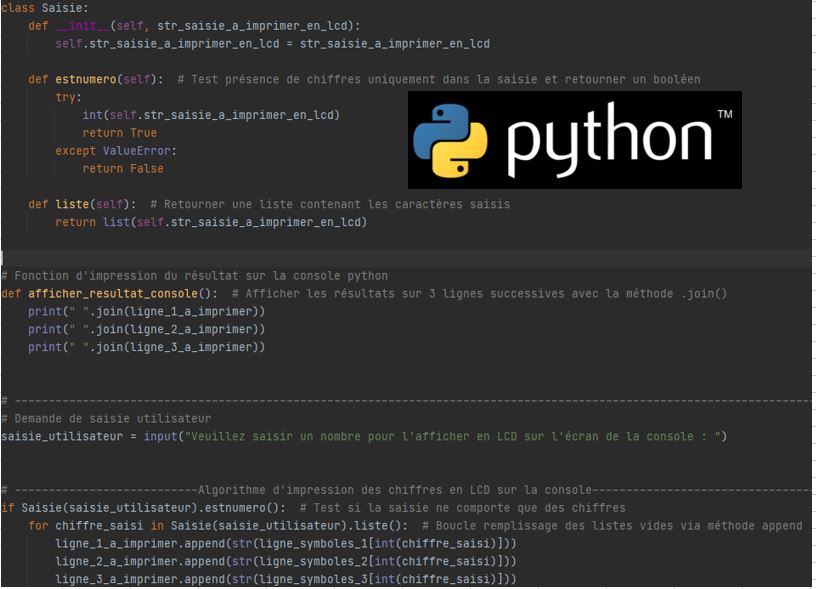 class Saisie:
    def __init__(self, str_saisie_a_imprimer_en_lcd):
        self.str_saisie_a_imprimer_en_lcd = str_saisie_a_imprimer_en_lcd
    def estnumero(self):  # Test présence de chiffres uniquement dans la saisie et retourner un booléen
        try:
            int(self.str_saisie_a_imprimer_en_lcd)
            return True
        except ValueError:
            return False
python™
    def liste(self):  # Retourner une liste contenant les caractères saisis
        return list(self.str_saisie_a_imprimer_en_lcd)
# Fonction d'impression du résultat sur la console python
def afficher_resultat_console():  # Afficher les résultats sur 3 lignes successives avec la méthode .join()
    print(" ".join(ligne_1_a_imprimer))
    print(" ".join(ligne_2_a_imprimer))
    print(" ".join(ligne_3_a_imprimer))
# ------------------------------------------------------------------------------------------------------------------------
# Demande de saisie utilisateur
saisie_utilisateur = input("Veuillez saisir un nombre pour l'afficher en LCD sur l'écran de la console : ")
# ---------------------------Algorithme d'impression des chiffres en LCD sur la console--------------------------------
if Saisie(saisie_utilisateur).estnumero():  # Test si la saisie ne comporte que des chiffres
    for chiffre_saisi in Saisie(saisie_utilisateur).liste():  # Boucle remplissage des listes vides via méthode append
        ligne_1_a_imprimer.append(str(ligne_symboles_1[int(chiffre_saisi)]))
        ligne_2_a_imprimer.append(str(ligne_symboles_2[int(chiffre_saisi)]))
        ligne_3_a_imprimer.append(str(ligne_symboles_3[int(chiffre_saisi)]))